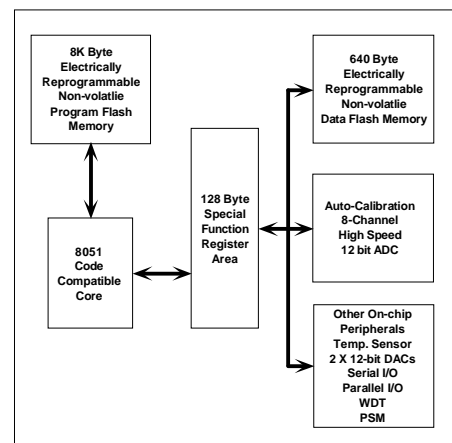 8K Byte
Electrically
Reprogrammable
Non-volatlie
Program Flash
Memory
8051
Code
Compatible
Core
128 Byte
Special
Function
Register
Area
640 Byte
Electrically
Reprogrammable
Non-volatlie
Data Flash Memory
Auto-Calibration
8-Channel
High Speed
12 bit ADC
Other On-chip
Peripherals
Temp. Sensor
2 X 12-bit DACs
Serial I/O
Parallel I/O
WDT
PSM